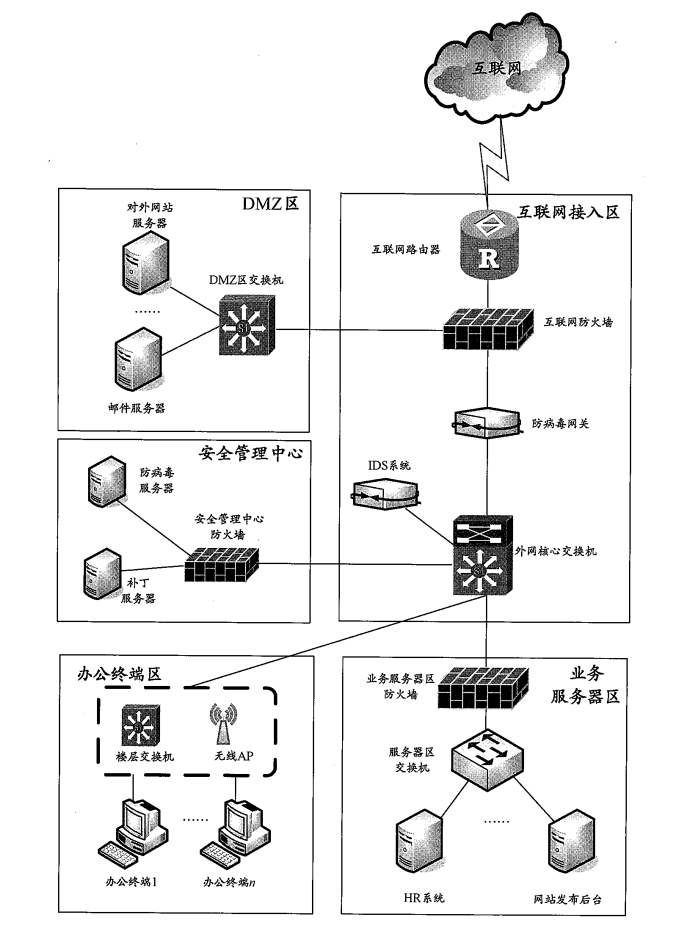 互联网
DMZ区
对外网站
服务器
DMZ区交换机
SI
......
邮件服务器
互联网接入区
互联网路由器
R
互联网防火墙
防病毒网关
IDS系统
外网核心交换机
SI
安全管理中心
防病毒
服务器
安全管理中心
防火墙
补丁
服务器
办公终端区
楼层交换机
无线AP
......
办公终端1
办公终端n
业务
服务器区
业务服务器区
防火墙
服务器区
交换机
......
HR系统
网站发布后台